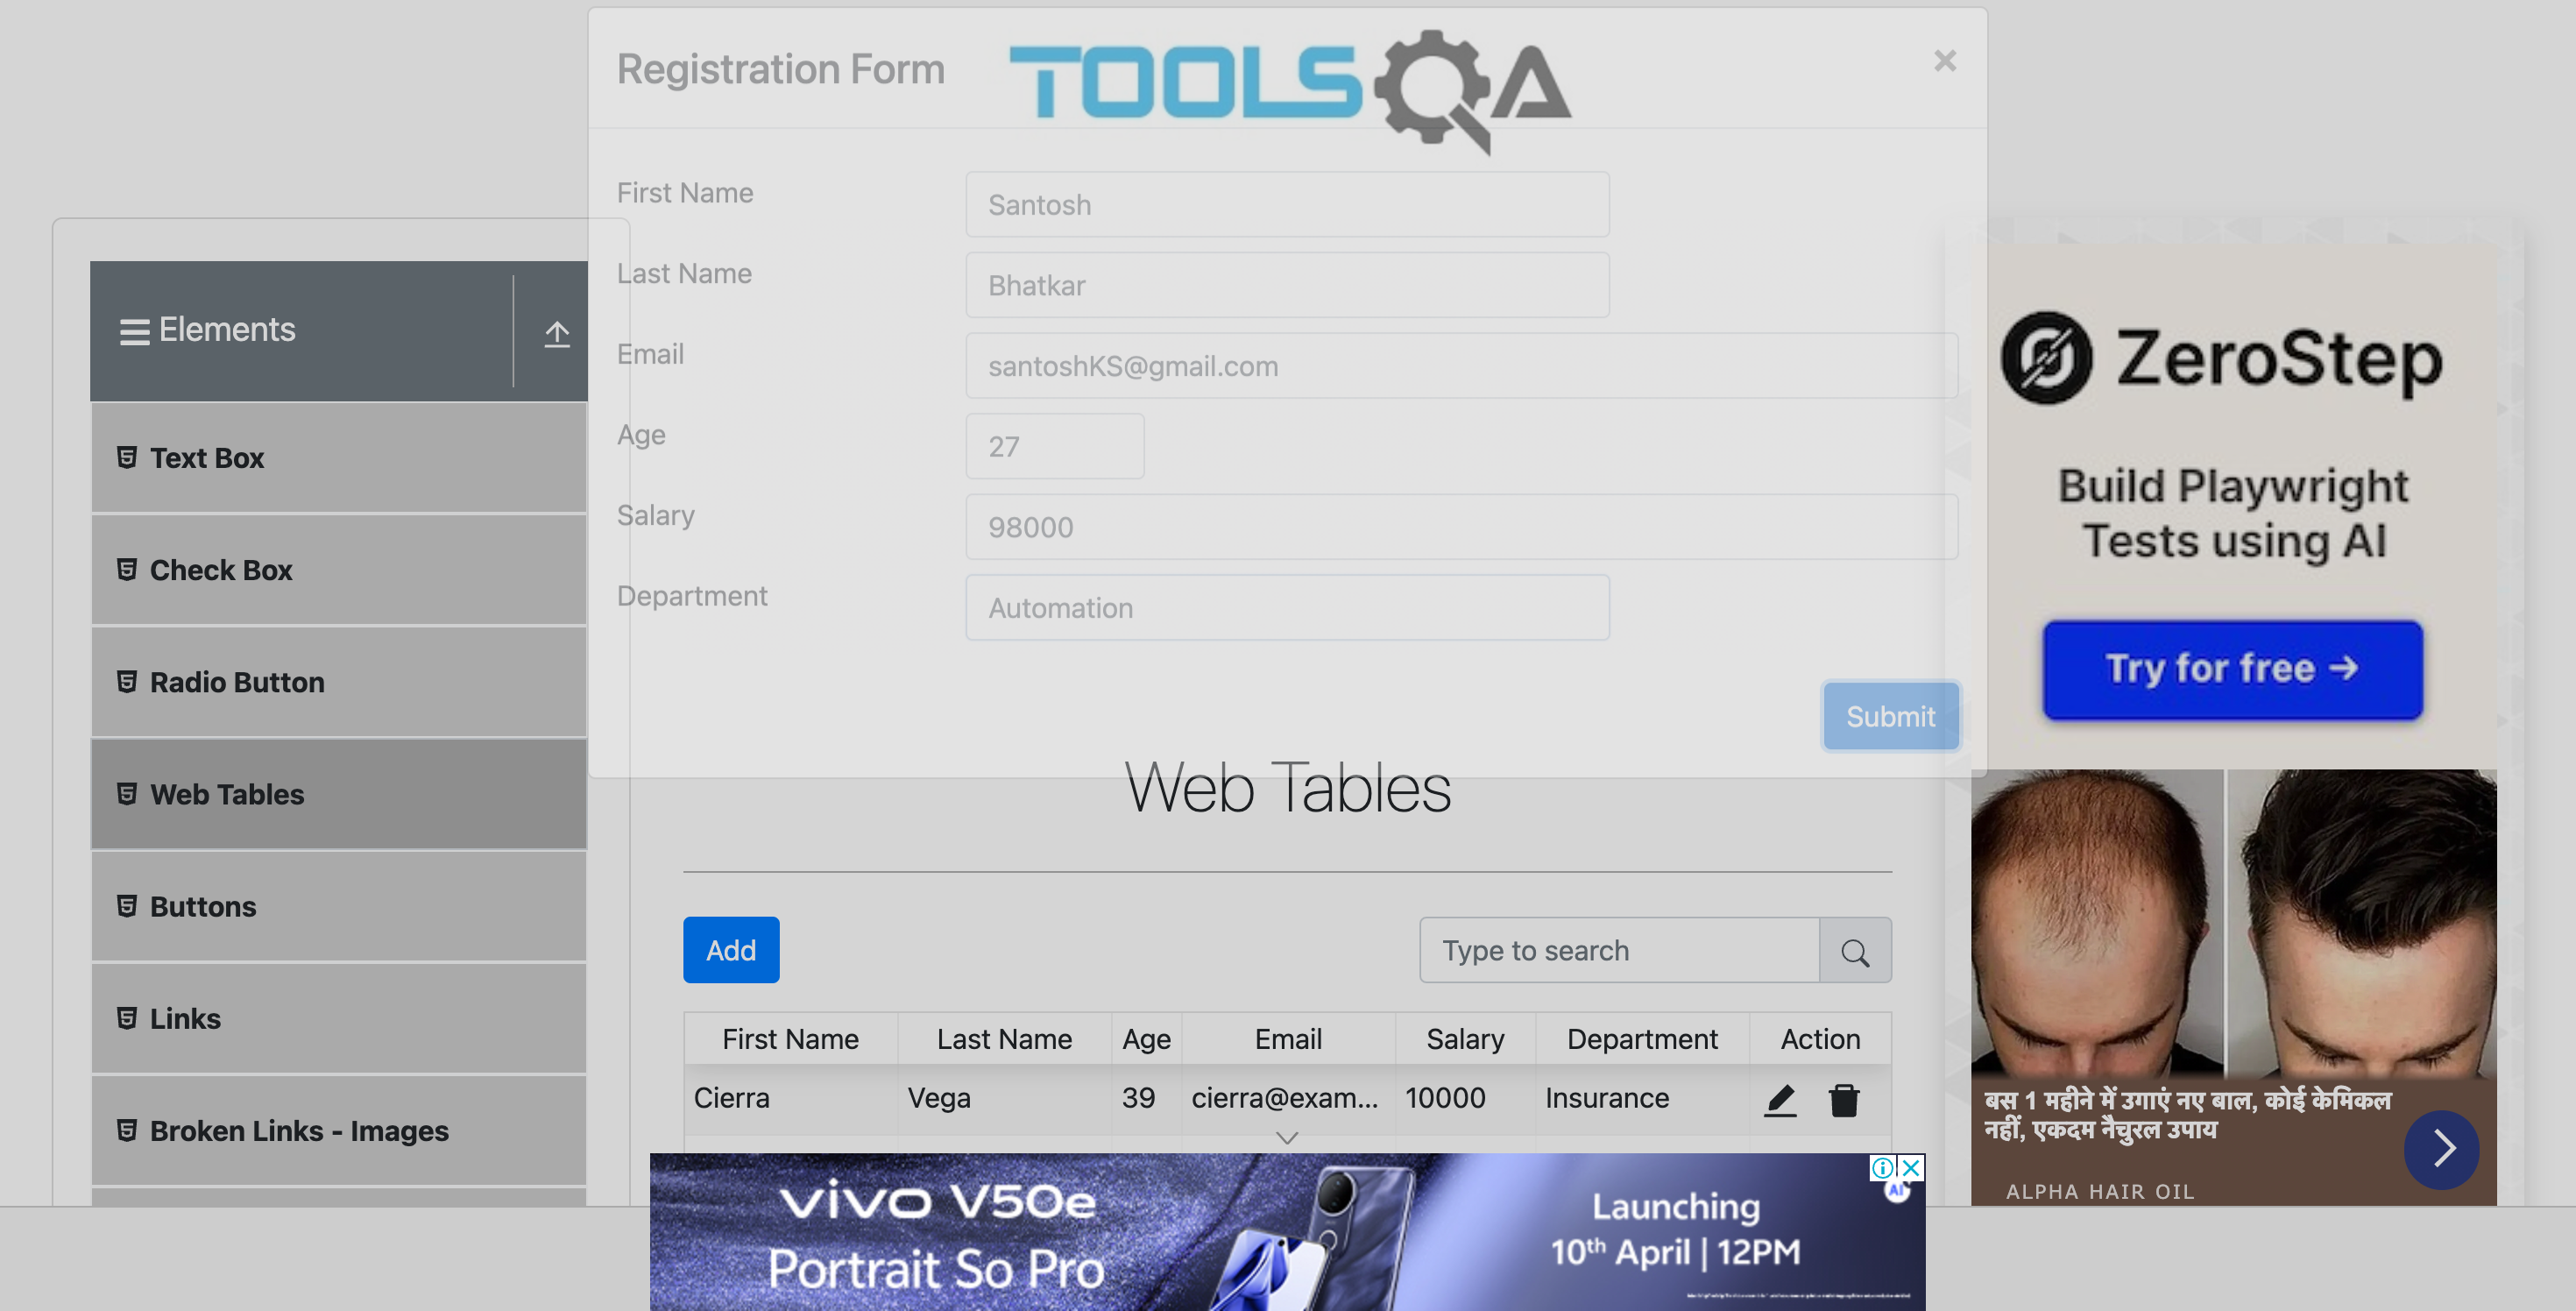 Registration Form
TOOLSQA
×
First Name
Santosh
Last Name
Bhatkar
Email
santoshKS@gmail.com
Age
27
Salary
98000
Department
Automation
Submit
Elements
Text Box
Check Box
Radio Button
Web Tables
Buttons
Links
Broken Links - Images
Web Tables
Add
Type to search
First Name Last Name Age Email Salary Department Action
Cierra Vega 39 cierra@exam... 10000 Insurance
ZeroStep
Build Playwright
Tests using AI
Try for free →
बस 1 महीने में उगाएं नए बाल, कोई केमिकल
नहीं, एकदम नैचुरल उपाय
ALPHA HAIR OIL
vivo V50e
Portrait So Pro
Launching
10th April | 12PM
AI